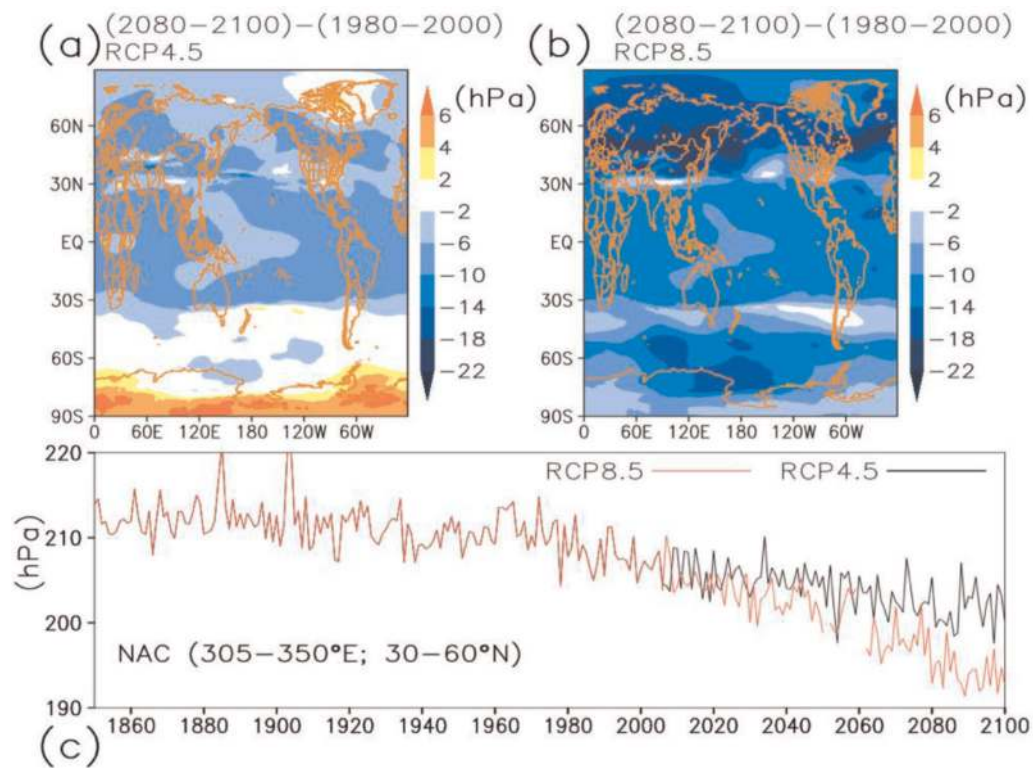 (a) (2080−2100)−(1980−2000)
RCP4.5
(hPa)
6
4
2
−2
−6
−10
−14
−18
−22
60N
30N
EQ
30S
60S
90S
0 60E 120E 180 120W 60W
(b) (2080−2100)−(1980−2000)
RCP8.5
(hPa)
6
4
2
−2
−6
−10
−14
−18
−22
60N
30N
EQ
30S
60S
90S
0 60E 120E 180 120W 60W
RCP8.5 RCP4.5
220
210
200
190
(hPa)
NAC (305−350°E; 30−60°N)
1860 1880 1900 1920 1940 1960 1980 2000 2020 2040 2060 2080 2100
(c)